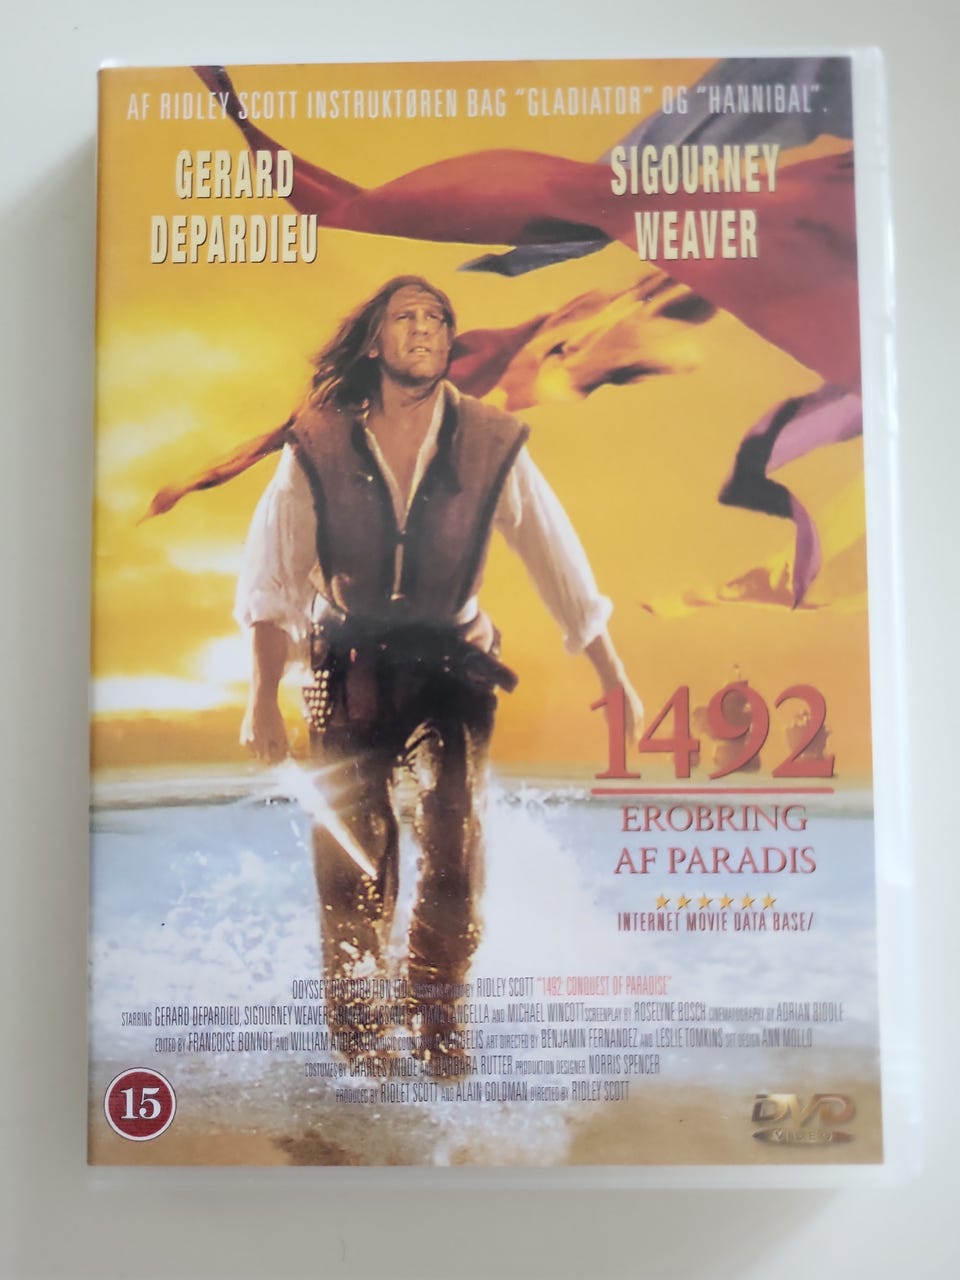 AF RIDLEY SCOTT INSTRUKTØREN BAG "GLADIATOR" OG "HANNIBAL".
GERARD
DEPARDIEU
SIGOURNEY
WEAVER
1492
EROBRING
AF PARADIS
INTERNET MOVIE DATA BASE/
ODYSSEY DISTRIBUTION LTD BY RIDLEY SCOTT "1492: CONQUEST OF PARADISE"
STARRING GERARD DEPARDIEU, SIGOURNEY WEAVER, LANGELLA AND MICHAEL WINCOTT SCREENPLAY BY ROSELYNE BOSCH CINEMATOGRAPHY BY ADRIAN BIDDLE
EDITED BY FRANCOISE BONNOT AND WILLIAM ANDERSON VANGELIS ART DIRECTED BY BENJAMIN FERNANDEZ AND LESLIE TOMKINS SET DESIGN ANN MOLLO
COSTUMES BY CHARLES KNODE AND BARBARA RUTTER PRODUKTION DESIGNER NORRIS SPENCER
PRODUCED BY RIDLET SCOTT AND ALAIN GOLDMAN DIRECTED BY RIDLEY SCOTT
15
DVD
VIDEO